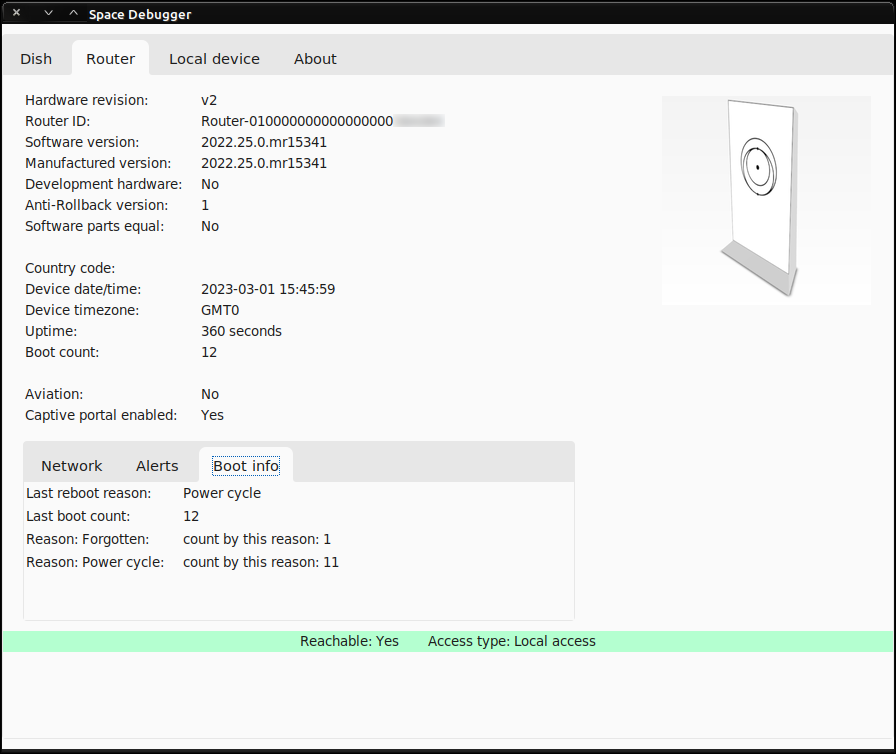 Space Debugger
Dish Router Local device About
Hardware revision: v2
Router ID: Router-010000000000000000
Software version: 2022.25.0.mr15341
Manufactured version: 2022.25.0.mr15341
Development hardware: No
Anti-Rollback version: 1
Software parts equal: No
Country code:
Device date/time: 2023-03-01 15:45:59
Device timezone: GMT0
Uptime: 360 seconds
Boot count: 12
Aviation: No
Captive portal enabled: Yes
Network Alerts Boot info
Last reboot reason: Power cycle
Last boot count: 12
Reason: Forgotten: count by this reason: 1
Reason: Power cycle: count by this reason: 11
Reachable: Yes Access type: Local access